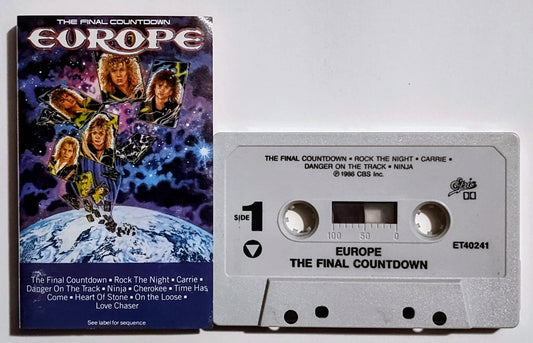 THE FINAL COUNTDOWN
EUROPE
The Final Countdown • Rock The Night • Carrie •
Danger On The Track • Ninja • Cherokee • Time Has
Come • Heart Of Stone • On the Loose •
Love Chaser
See label for sequence
THE FINAL COUNTDOWN • ROCK THE NIGHT • CARRIE •
DANGER ON THE TRACK • NINJA
℗ 1986 CBS Inc.
Epic
SIDE 1
100 50 0
ET40241
EUROPE
THE FINAL COUNTDOWN